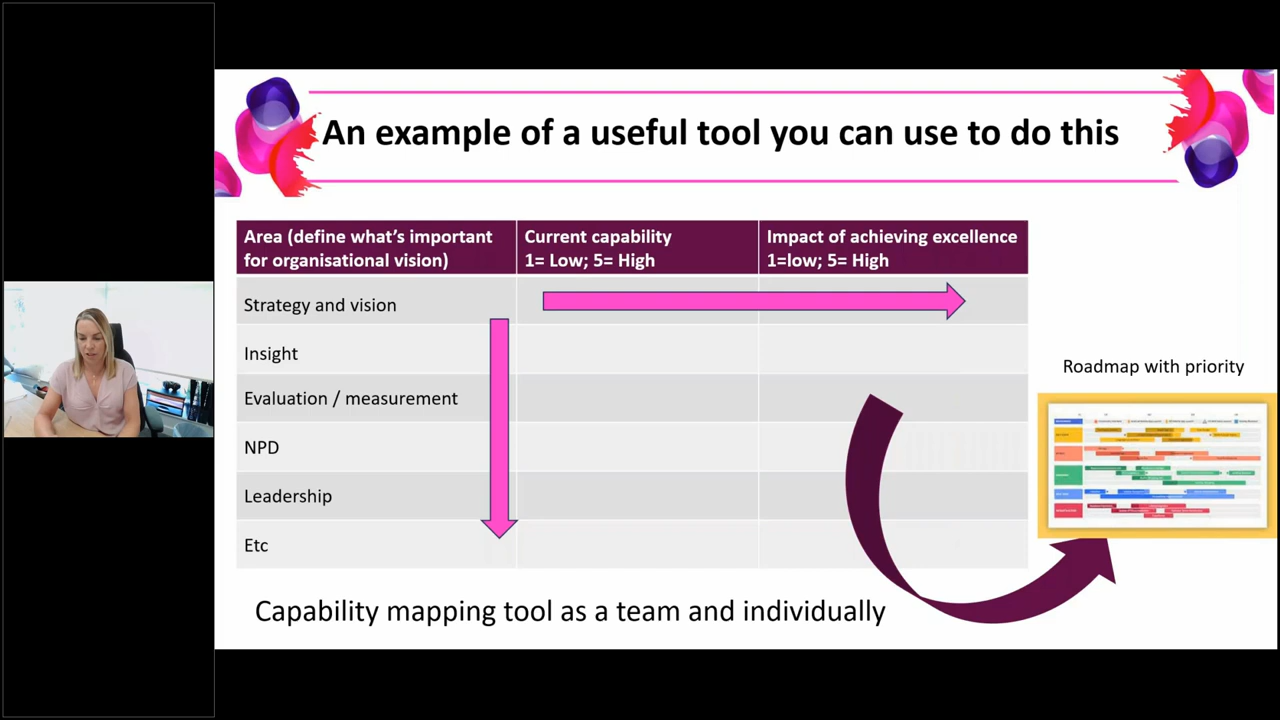 An example of a useful tool you can use to do this
Area (define what's important
for organisational vision)
Current capability
1= Low; 5= High
Impact of achieving excellence
1=low; 5= High
Strategy and vision
Insight
Evaluation / measurement
NPD
Leadership
Etc
Roadmap with priority
Capability mapping tool as a team and individually